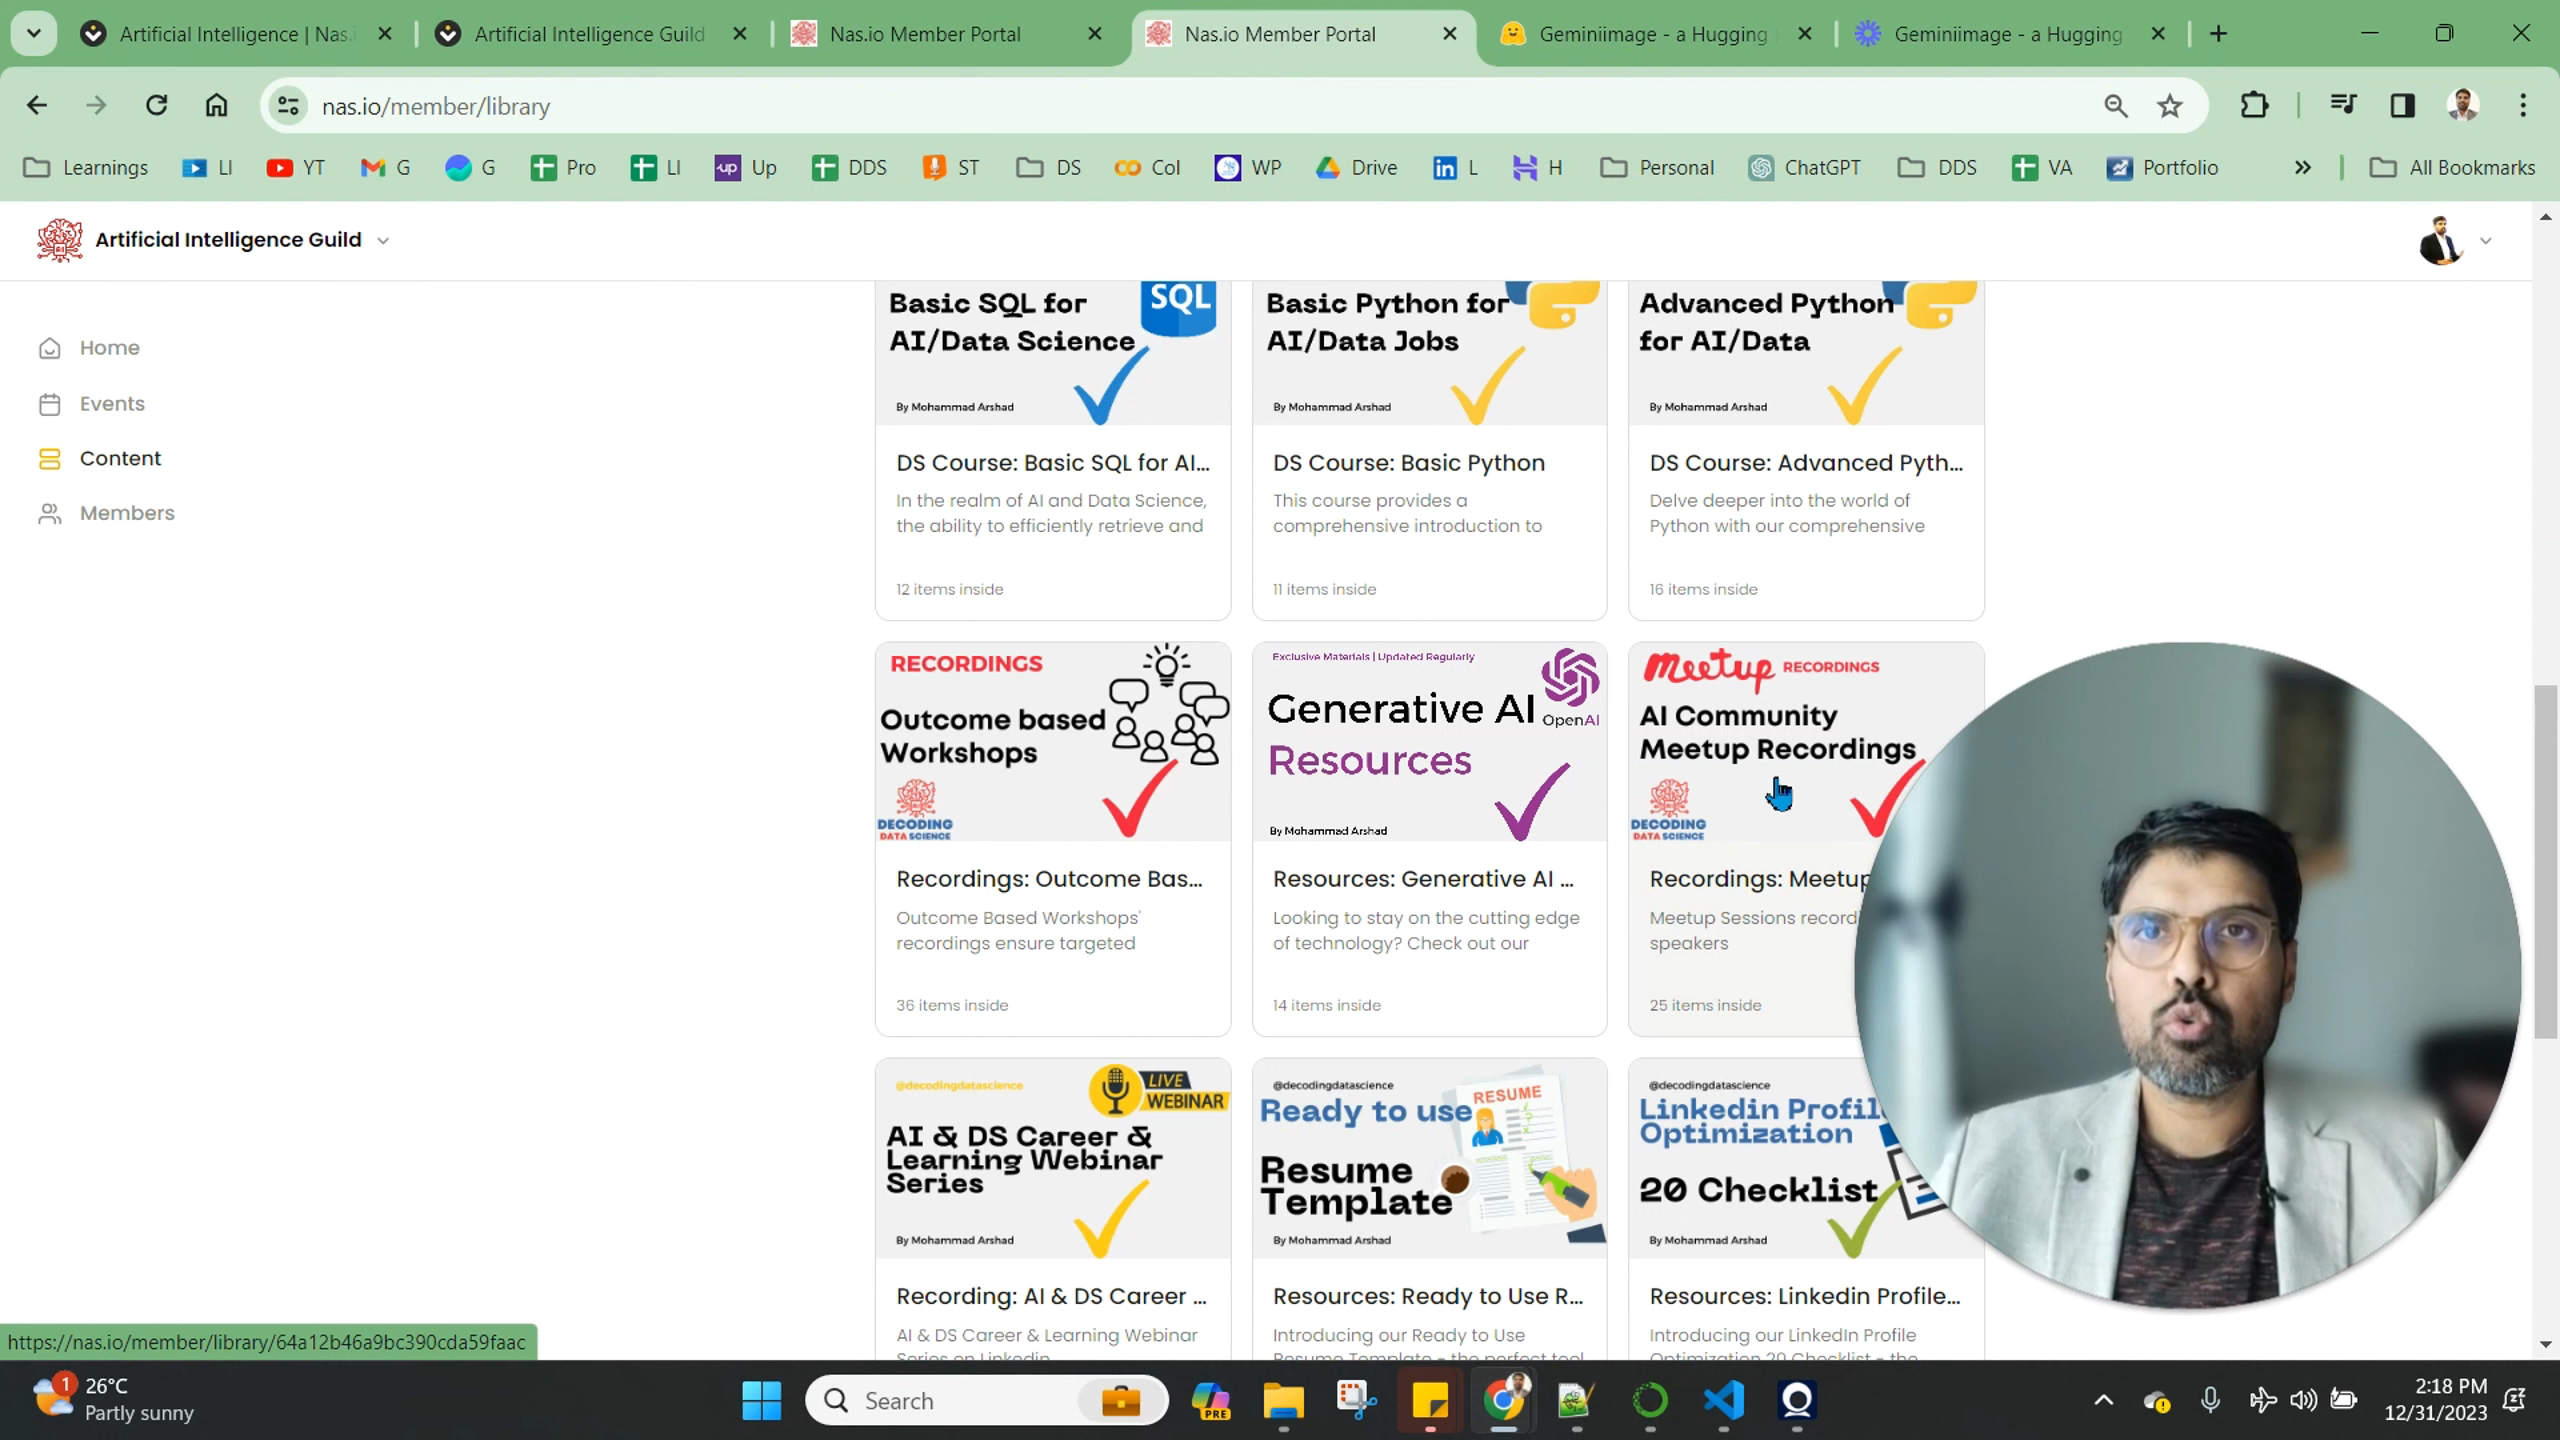 Artificial Intelligence | Nas.
Artificial Intelligence Guild
Nas.io Member Portal
Nas.io Member Portal
Geminiimage - a Hugging
Geminiimage - a Hugging
nas.io/member/library
Learnings
LI
YT
G
G
Pro
LI
Up
DDS
ST
DS
Col
WP
Drive
L
H
Personal
ChatGPT
DDS
VA
Portfolio
All Bookmarks
Artificial Intelligence Guild
Home
Events
Content
Members
Basic SQL for
AI/Data Science
SQL
By Mohammad Arshad
DS Course: Basic SQL for AI...
In the realm of AI and Data Science,
the ability to efficiently retrieve and
12 items inside
Basic Python for
AI/Data Jobs
By Mohammad Arshad
DS Course: Basic Python
This course provides a
comprehensive introduction to
11 items inside
Advanced Python
for AI/Data
By Mohammad Arshad
DS Course: Advanced Pyth...
Delve deeper into the world of
Python with our comprehensive
16 items inside
RECORDINGS
Outcome based
Workshops
DECODING
DATA SCIENCE
Recordings: Outcome Bas...
Outcome Based Workshops'
recordings ensure targeted
36 items inside
Exclusive Materials | Updated Regularly
Generative AI
OpenAI
Resources
By Mohammad Arshad
Resources: Generative AI ...
Looking to stay on the cutting edge
of technology? Check out our
14 items inside
Meetup RECORDINGS
AI Community
Meetup Recordings
DECODING
DATA SCIENCE
Recordings: Meetup
Meetup Sessions record
speakers
25 items inside
@decodingdatascience
LIVE
WEBINAR
AI & DS Career &
Learning Webinar
Series
By Mohammad Arshad
Recording: AI & DS Career ...
AI & DS Career & Learning Webinar
Series on Linkedin
@decodingdatascience
Ready to use
RESUME
Resume
Template
By Mohammad Arshad
Resources: Ready to Use R...
Introducing our Ready to Use
Resume Template - the perfect tool
@decodingdatascience
Linkedin Profil
Optimization
20 Checklist
By Mohammad Arshad
Resources: Linkedin Profile...
Introducing our LinkedIn Profile
Optimization 20 Checklist - the
https://nas.io/member/library/64a12b46a9bc390cda59faac
1
26°C
Partly sunny
Search
PRE
2:18 PM
12/31/2023